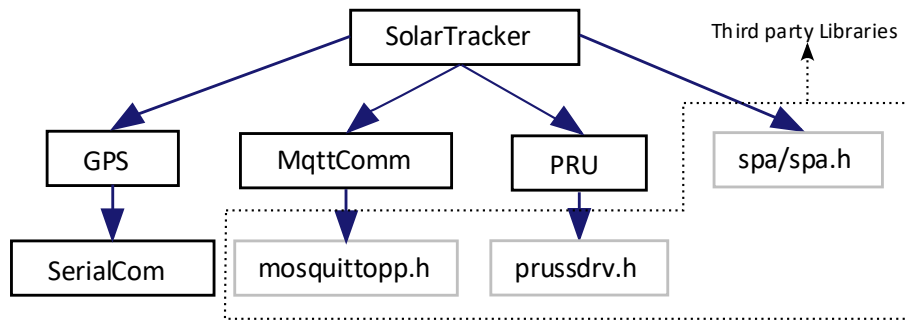 SolarTracker
Third party Libraries
GPS
MqttComm
PRU
spa/spa.h
SerialCom
mosquittopp.h
prussdrv.h